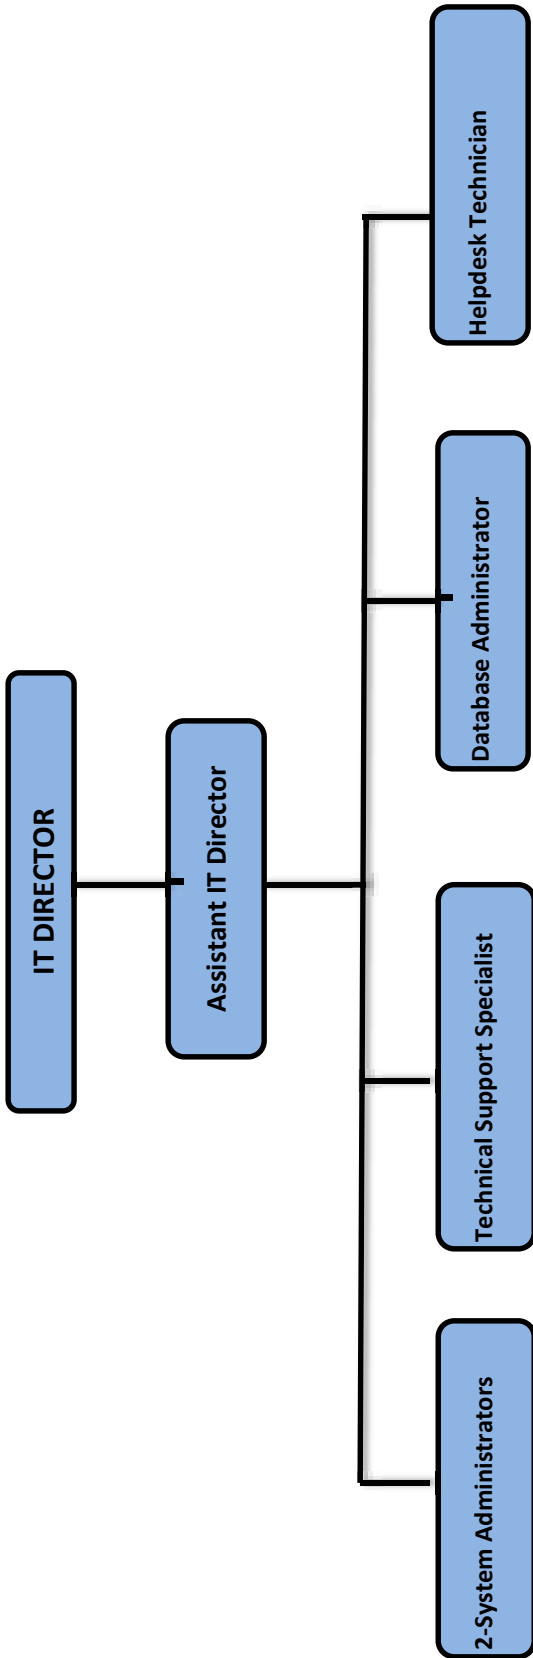 IT DIRECTOR
Assistant IT Director
2-System Administrators
Technical Support Specialist
Database Administrator
Helpdesk Technician